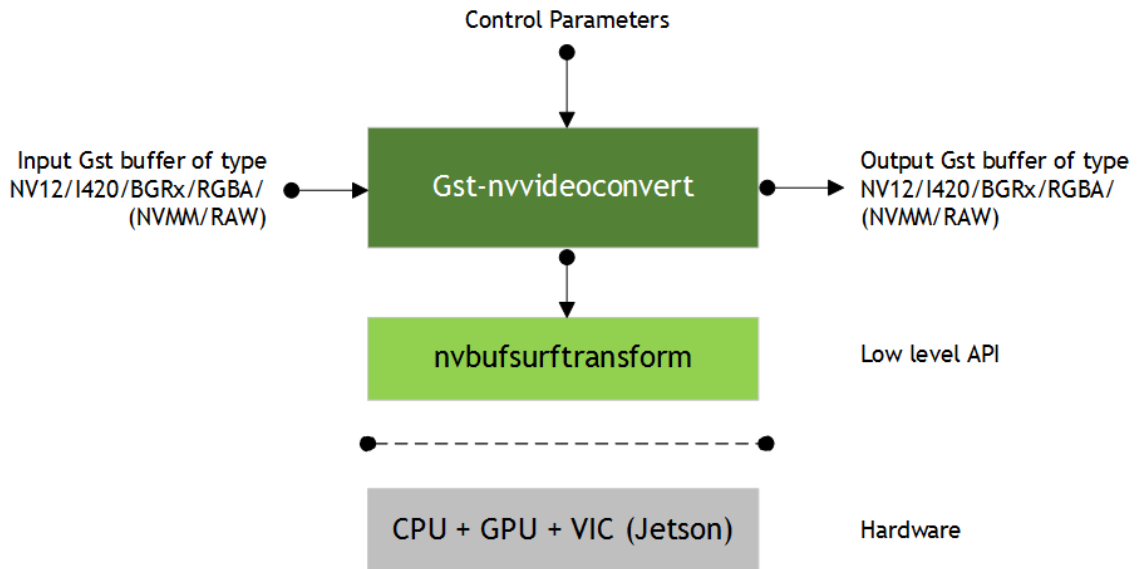 Control Parameters
Input Gst buffer of type
NV12/I420/BGRx/RGBA/
(NVMM/RAW)
Gst-nvvideoconvert
Output Gst buffer of type
NV12/I420/BGRx/RGBA/
(NVMM/RAW)
nvbufsurftransform
Low level API
CPU + GPU + VIC (Jetson)
Hardware